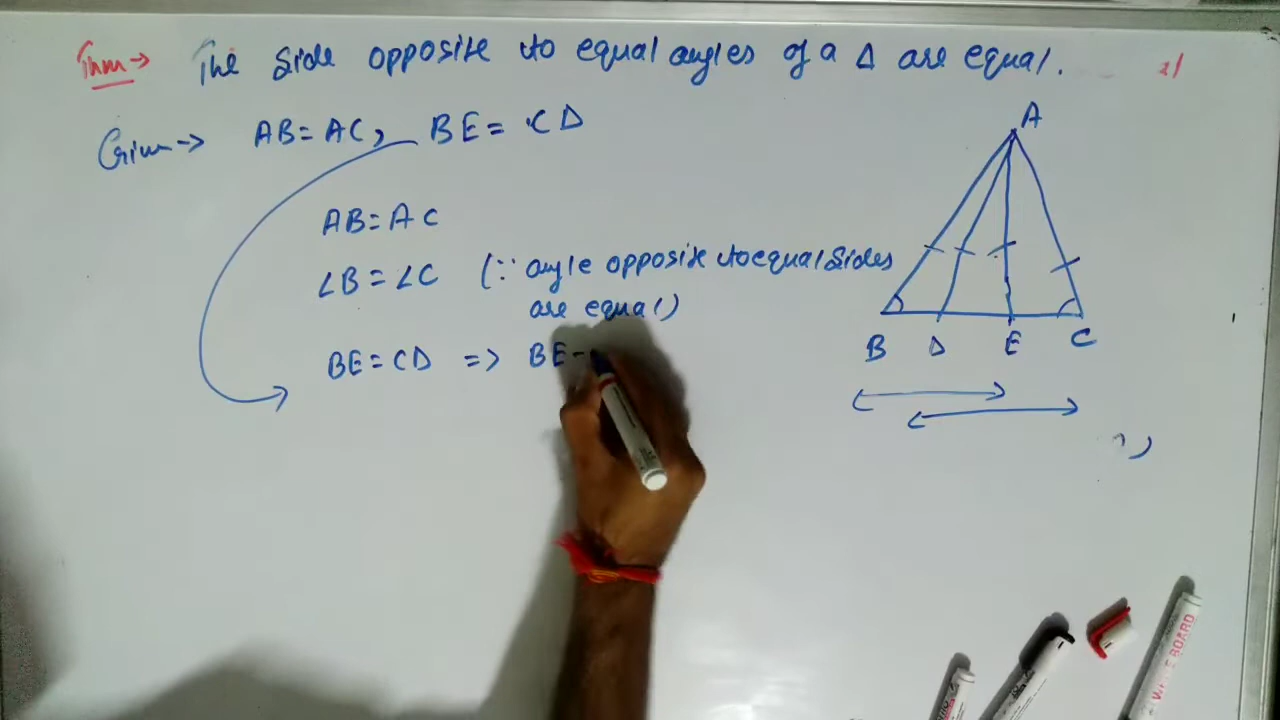 Thm→ The Side opposite to equal angles of a Δ are equal.
Given→ AB = AC, BE = CD
AB = AC
∠B = ∠C (∵ angle opposite to equal Sides
are equal)
BE = CD => BE -
A
B D E C
WHITEBOARD